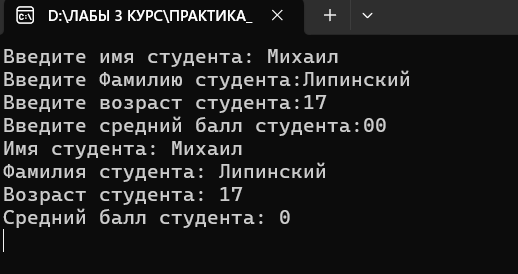 D:\ЛАБЫ 3 КУРС\ПРАКТИКА_
Введите имя студента: Михаил
Введите Фамилию студента:Липинский
Введите возраст студента:17
Введите средний балл студента:00
Имя студента: Михаил
Фамилия студента: Липинский
Возраст студента: 17
Средний балл студента: 0